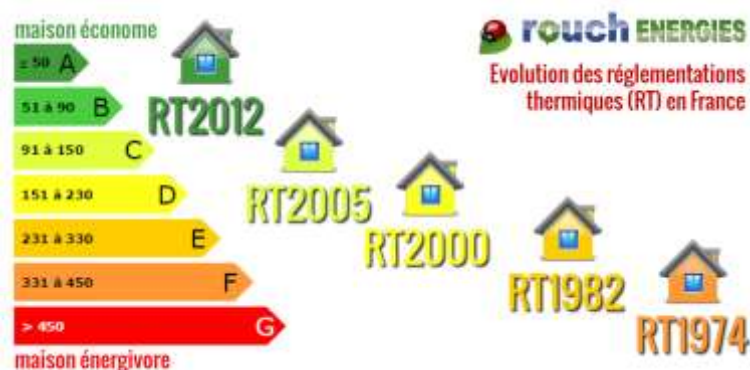 maison économe
≤ 50 A
51 à 90 B
91 à 150 C
151 à 230 D
231 à 330 E
331 à 450 F
> 450 G
maison énergivore
rouch ENERGIES
Evolution des réglementations
thermiques (RT) en France
RT2012
RT2005
RT2000
RT1982
RT1974